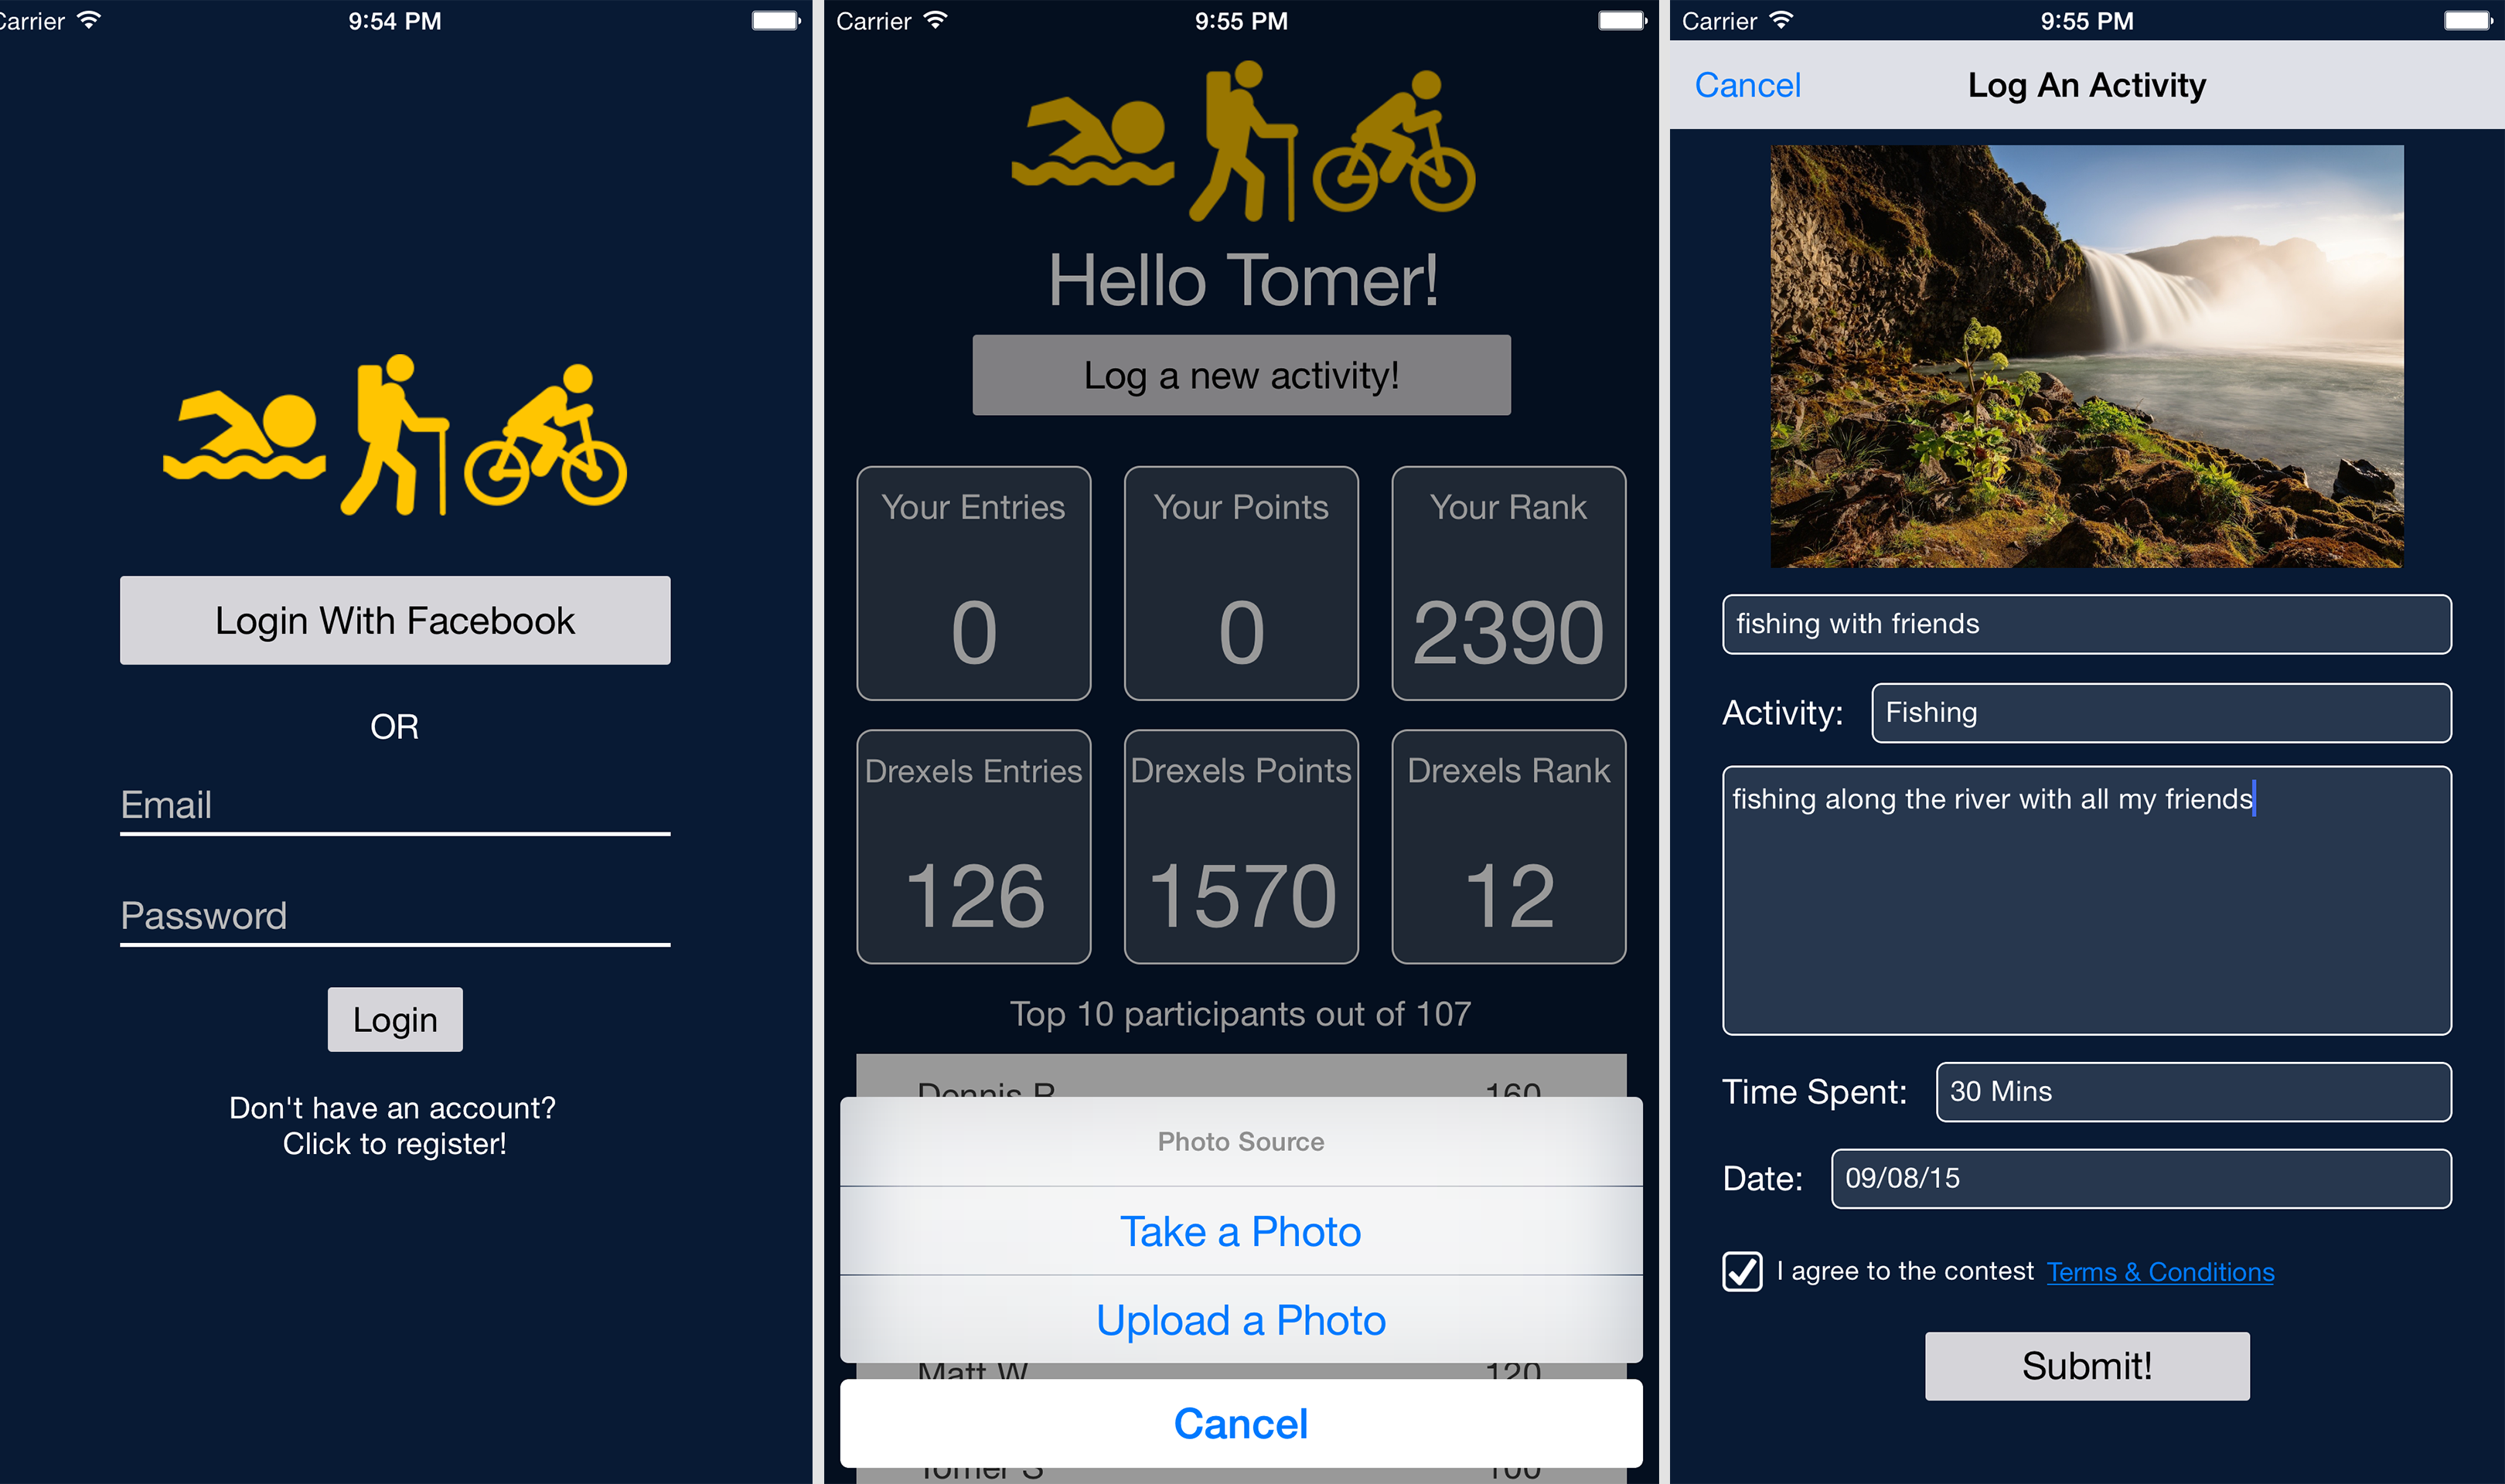 Carrier
9:54 PM
Login With Facebook
OR
Email
Password
Login
Don't have an account?
Click to register!
Carrier
9:55 PM
Hello Tomer!
Log a new activity!
Your Entries
0
Your Points
0
Your Rank
2390
Drexels Entries
126
Drexels Points
1570
Drexels Rank
12
Top 10 participants out of 107
Dennis R
160
Photo Source
Take a Photo
Upload a Photo
Matt W
120
Cancel
Tomer S
100
Carrier
9:55 PM
Cancel
Log An Activity
fishing with friends
Activity:
Fishing
fishing along the river with all my friends
Time Spent:
30 Mins
Date:
09/08/15
I agree to the contest Terms & Conditions
Submit!